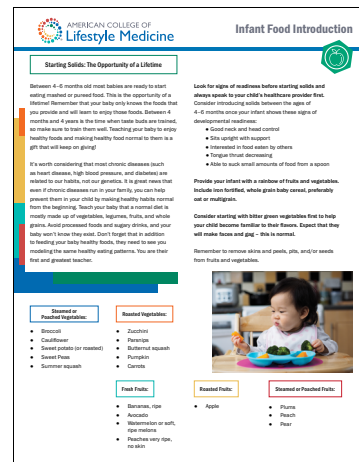 AMERICAN COLLEGE OF
Lifestyle Medicine
Infant Food Introduction
Starting Solids: The Opportunity of a Lifetime
Between 4–6 months old most babies are ready to start
eating mashed or pureed food. This is the opportunity of a
lifetime! Remember that your baby only knows the foods that
you provide and will learn to enjoy those foods. Between 4
months and 4 years is the time when taste buds are trained,
so make sure to train them well. Teaching your baby to enjoy
healthy foods and making healthy food normal to them is a
gift that will keep on giving!
It's worth considering that most chronic diseases (such
as heart disease, high blood pressure, and diabetes) are
related to our habits, not our genetics. It is great news that
even if chronic diseases run in your family, you can help
prevent them in your child by making healthy habits normal
from the beginning. Teach your baby that a normal diet is
mostly made up of vegetables, legumes, fruits, and whole
grains. Avoid processed foods and sugary drinks, and your
baby won't know they exist. Don't forget that in addition
to feeding your baby healthy foods, they need to see you
modeling the same healthy eating patterns. You are their
first and greatest teacher.
Look for signs of readiness before starting solids and
always speak to your child's healthcare provider first.
Consider introducing solids between the ages of
4–6 months once your infant shows these signs of
developmental readiness:
● Good neck and head control
● Sits upright with support
● Interested in food eaten by others
● Tongue thrust decreasing
● Able to suck small amounts of food from a spoon
Provide your infant with a rainbow of fruits and vegetables.
Include iron fortified, whole grain baby cereal, preferably
oat or multigrain.
Consider starting with bitter green vegetables first to help
your child become familiar to their flavors. Expect that they
will make faces and gag – this is normal.
Remember to remove skins and peels, pits, and/or seeds
from fruits and vegetables.
Steamed or
Poached Vegetables:
● Broccoli
● Cauliflower
● Sweet potato (or roasted)
● Sweet Peas
● Summer squash
Roasted Vegetables:
● Zucchini
● Parsnips
● Butternut squash
● Pumpkin
● Carrots
Fresh Fruits:
● Bananas, ripe
● Avocado
● Watermelon or soft,
ripe melons
● Peaches very ripe,
no skin
Roasted Fruits:
● Apple
Steamed or Poached Fruits:
● Plums
● Peach
● Pear